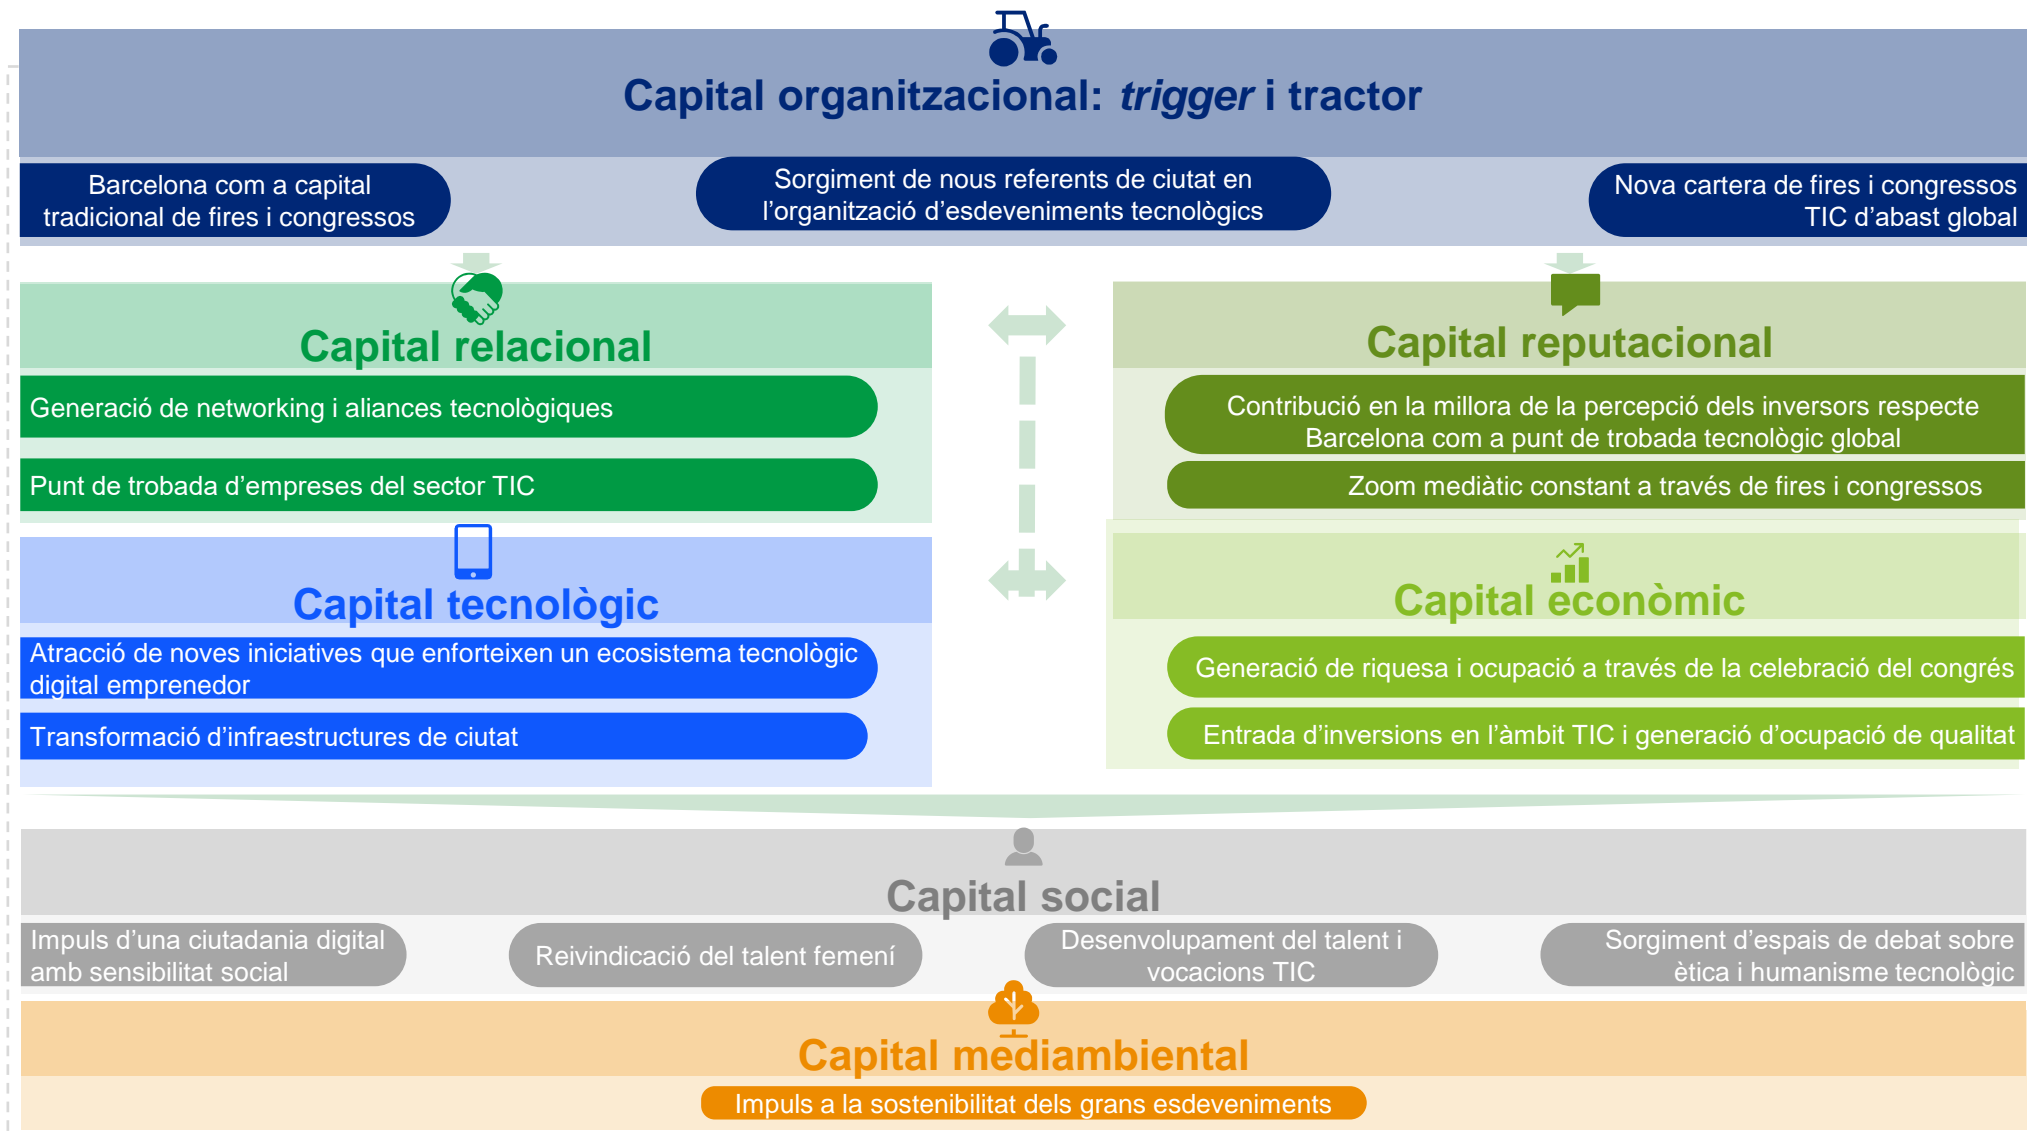 Capital organitzacional: trigger i tractor
Barcelona com a capital
tradicional de fires i congressos
Sorgiment de nous referents de ciutat en
l’organització d’esdeveniments tecnològics
Nova cartera de fires i congressos
TIC d’abast global
Capital relacional
Generació de networking i aliances tecnològiques
Punt de trobada d’empreses del sector TIC
Capital reputacional
Contribució en la millora de la percepció dels inversors respecte
Barcelona com a punt de trobada tecnològic global
Zoom mediàtic constant a través de fires i congressos
Capital tecnològic
Atracció de noves iniciatives que enforteixen un ecosistema tecnològic
digital emprenedor
Transformació d’infraestructures de ciutat
Capital econòmic
Generació de riquesa i ocupació a través de la celebració del congrés
Entrada d’inversions en l’àmbit TIC i generació d’ocupació de qualitat
Capital social
Impuls d’una ciutadania digital
amb sensibilitat social
Reivindicació del talent femení
Desenvolupament del talent i
vocacions TIC
Sorgiment d’espais de debat sobre
ètica i humanisme tecnològic
Capital mediambiental
Impuls a la sostenibilitat dels grans esdeveniments